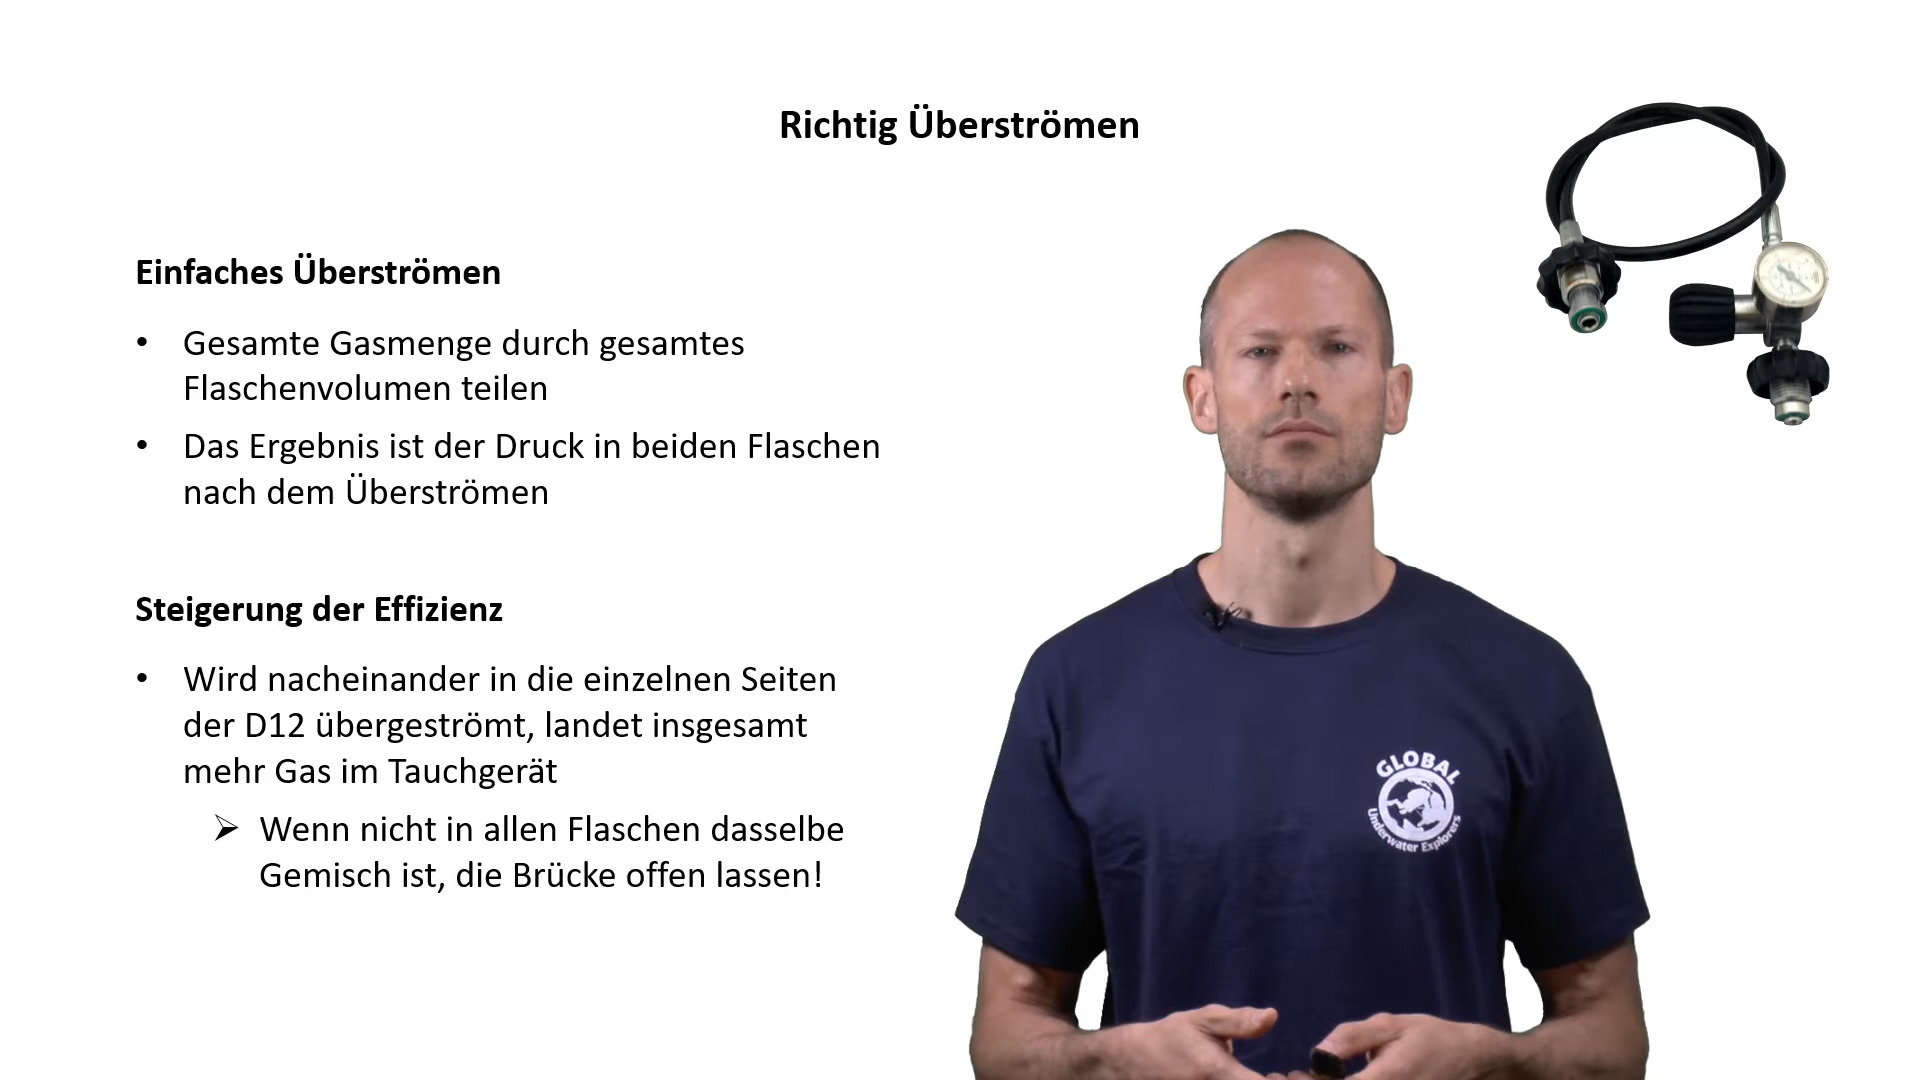 Richtig Überströmen
Einfaches Überströmen
• Gesamte Gasmenge durch gesamtes
Flaschenvolumen teilen
• Das Ergebnis ist der Druck in beiden Flaschen
nach dem Überströmen
Steigerung der Effizienz
• Wird nacheinander in die einzelnen Seiten
der D12 übergeströmt, landet insgesamt
mehr Gas im Tauchgerät
➢ Wenn nicht in allen Flaschen dasselbe
Gemisch ist, die Brücke offen lassen!
GLOBAL
Underwater Explorers